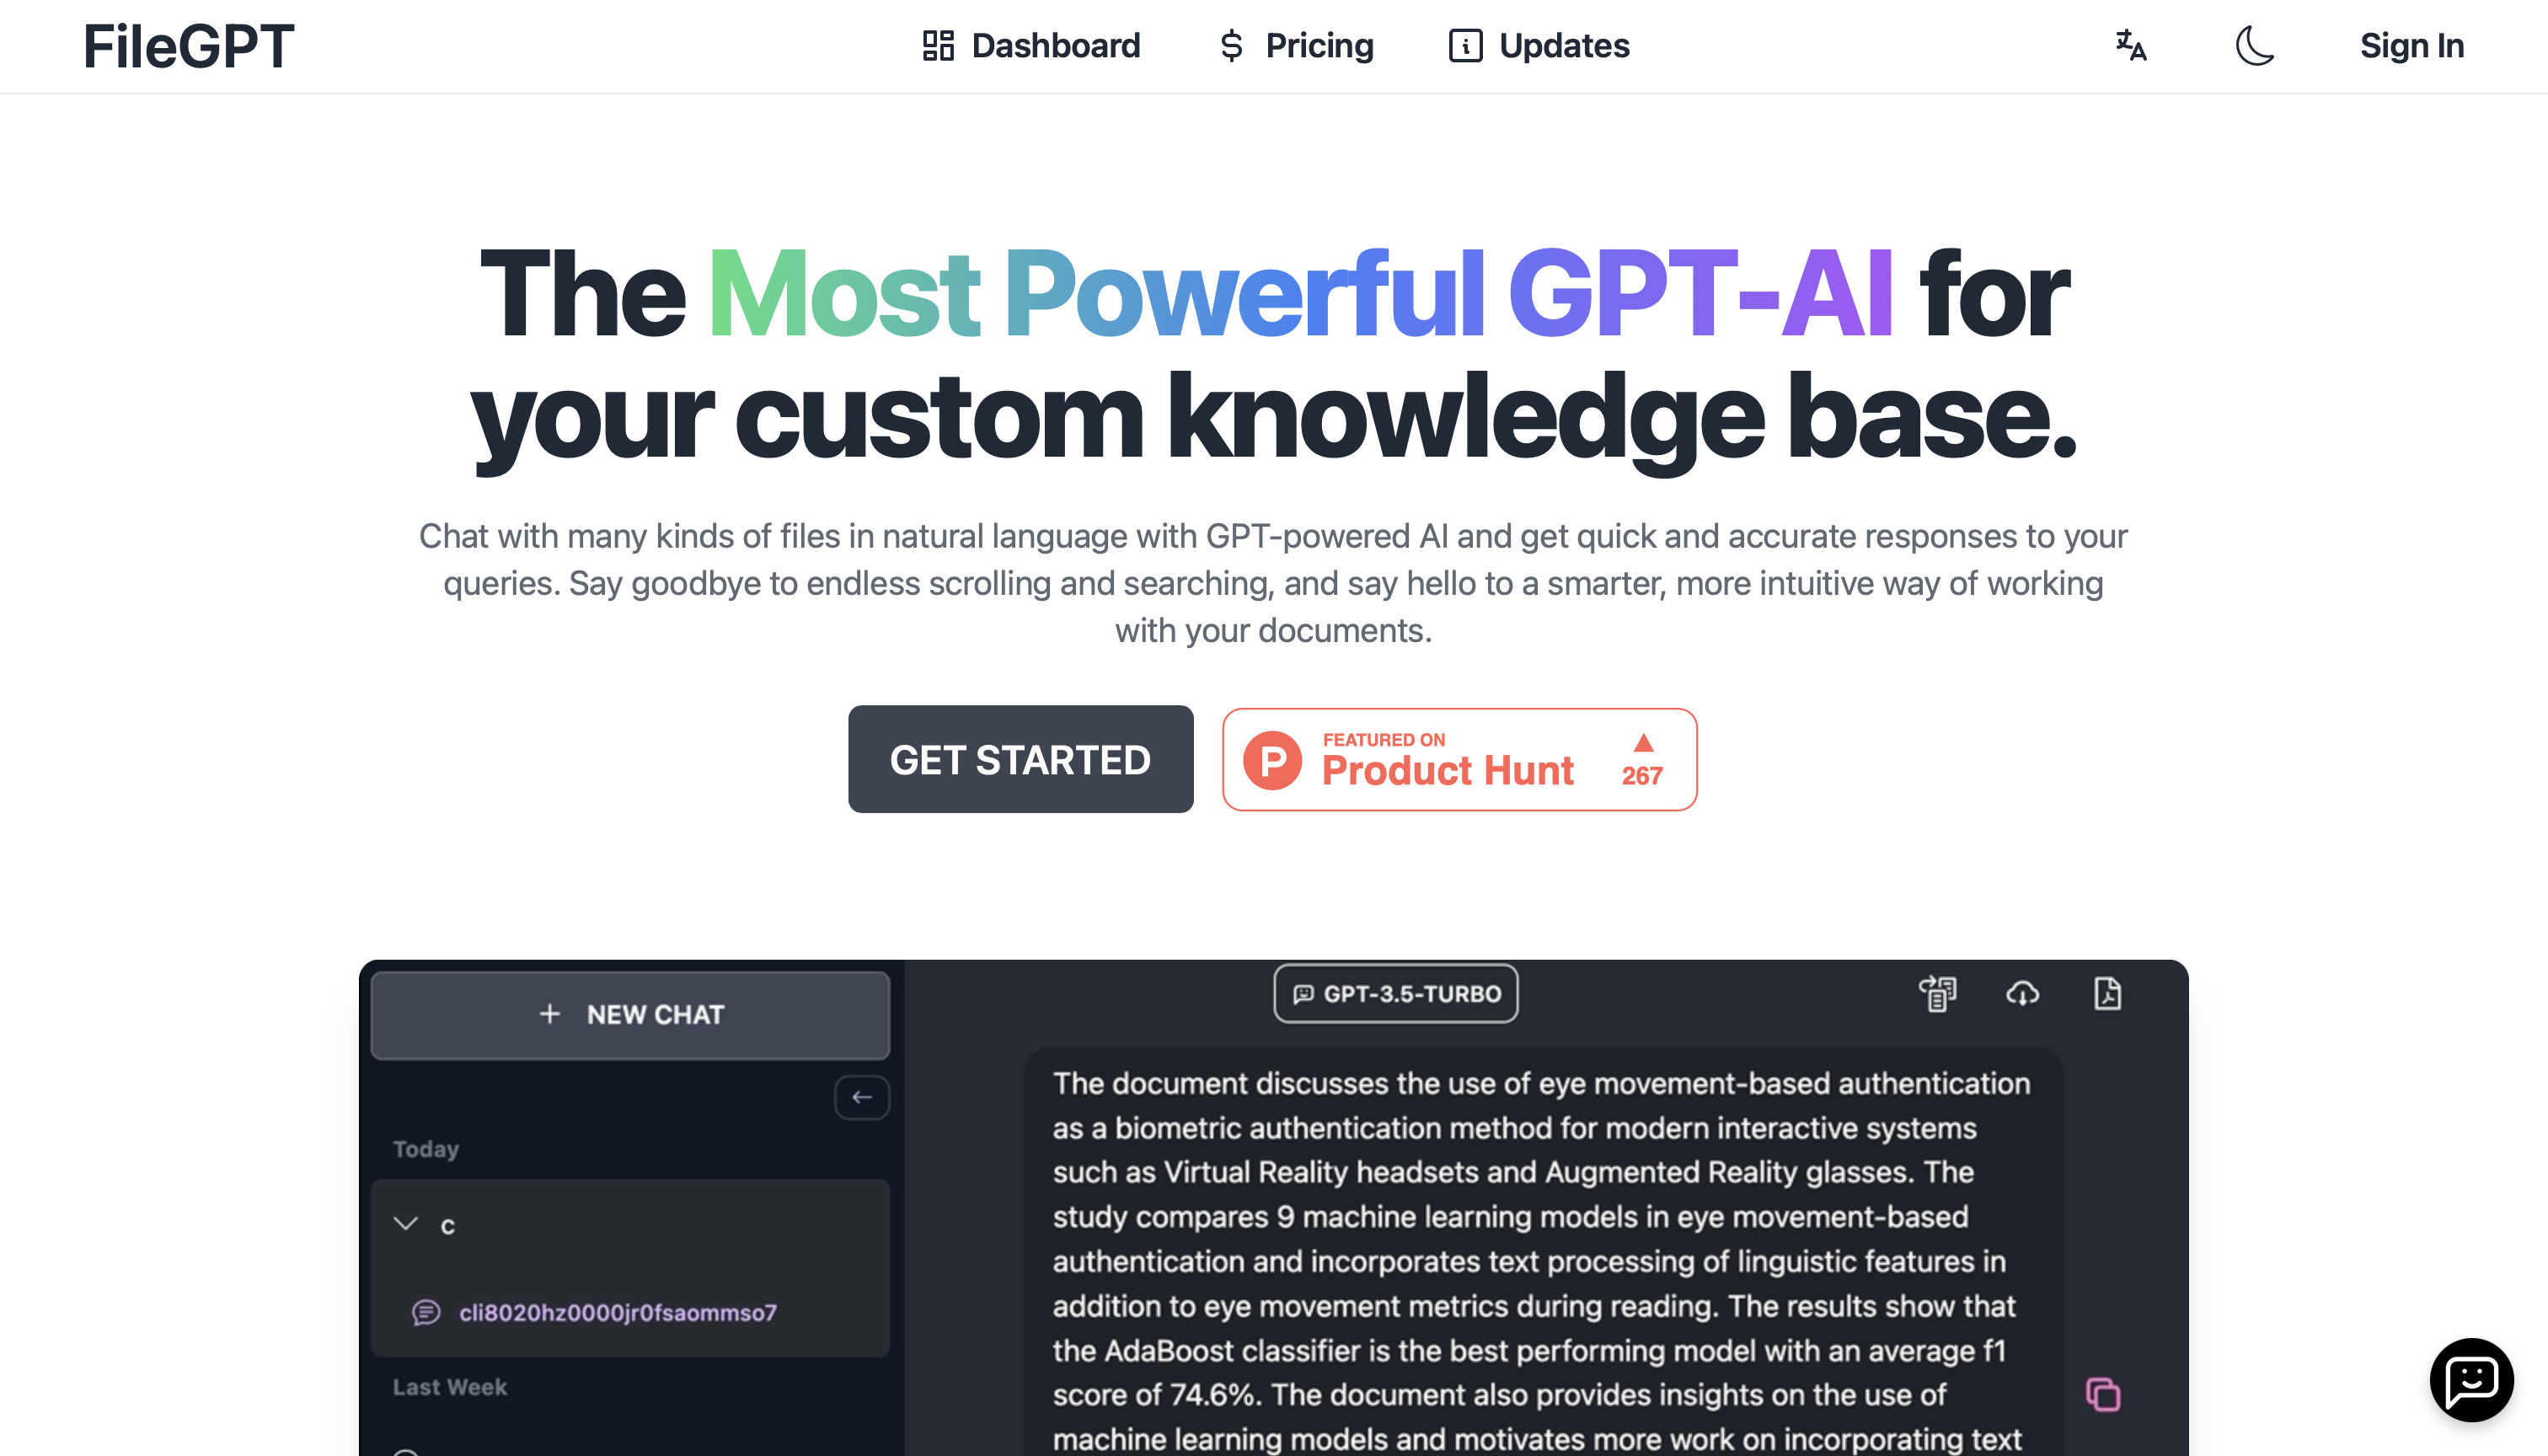 FileGPT
Dashboard
Pricing
Updates
Sign In
The Most Powerful GPT-AI for
your custom knowledge base.
Chat with many kinds of files in natural language with GPT-powered AI and get quick and accurate responses to your
queries. Say goodbye to endless scrolling and searching, and say hello to a smarter, more intuitive way of working
with your documents.
GET STARTED
FEATURED ON
Product Hunt
267
+ NEW CHAT
Today
c
cli8020hz0000jr0fsaommso7
Last Week
GPT-3.5-TURBO
The document discusses the use of eye movement-based authentication
as a biometric authentication method for modern interactive systems
such as Virtual Reality headsets and Augmented Reality glasses. The
study compares 9 machine learning models in eye movement-based
authentication and incorporates text processing of linguistic features in
addition to eye movement metrics during reading. The results show that
the AdaBoost classifier is the best performing model with an average f1
score of 74.6%. The document also provides insights on the use of
machine learning models and motivates more work on incorporating text